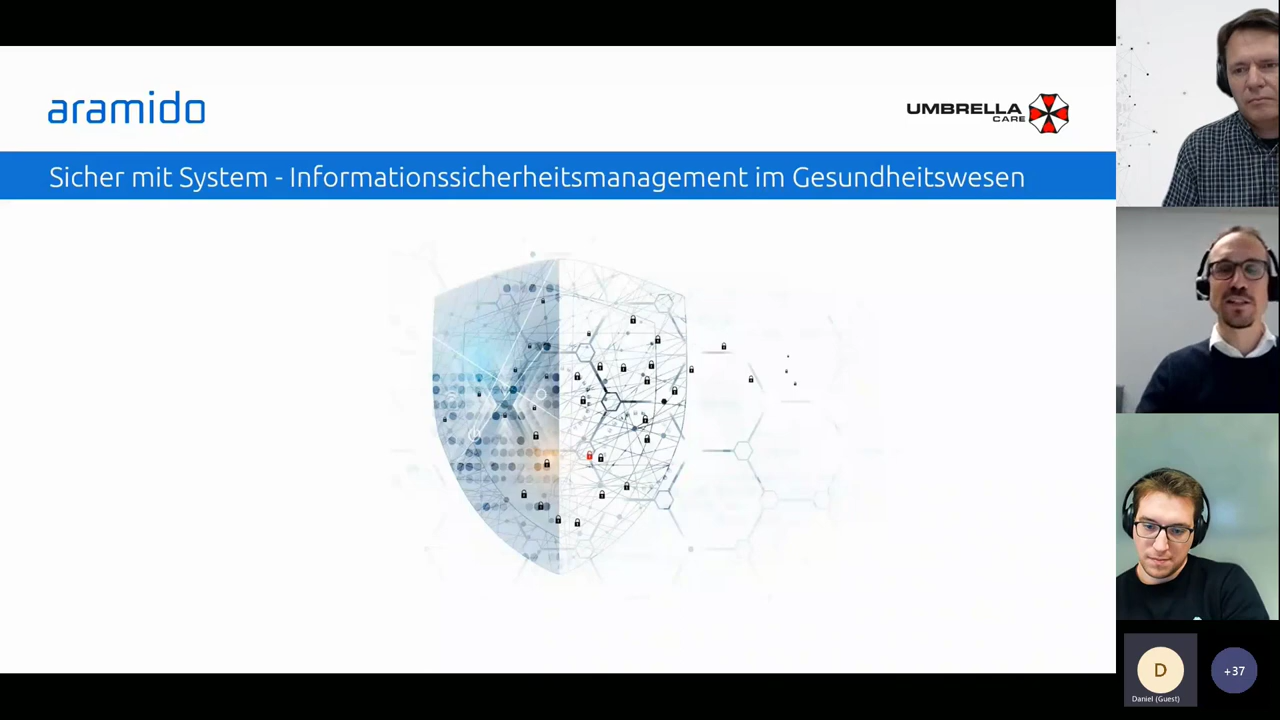 aramido
UMBRELLA
CARE
Sicher mit System - Informationssicherheitsmanagement im Gesundheitswesen
D
Daniel (Guest)
+37